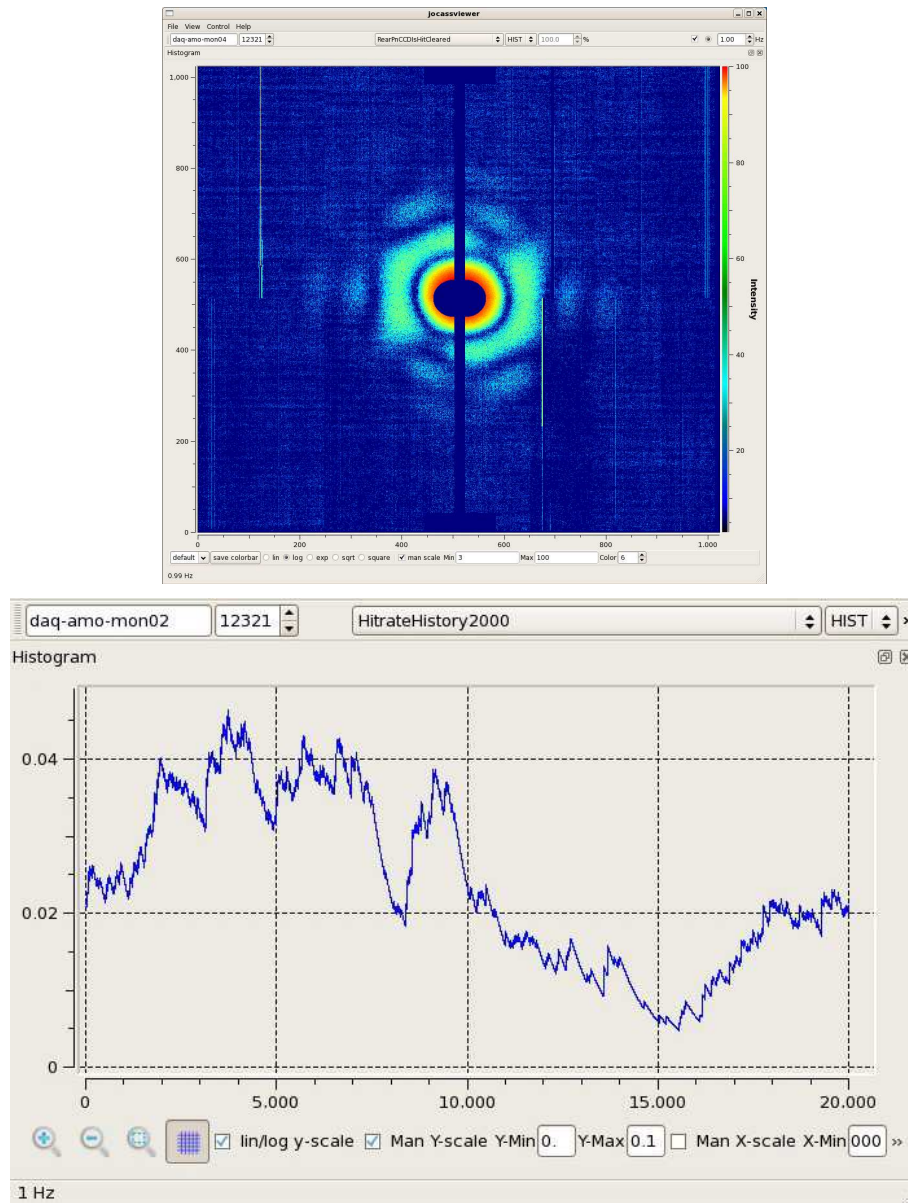 jocassviewer
File View Control Help
daq-amo-mon04 12321 RearPnCCDIsHitCleared HIST 100.0 % 1.00 Hz
Histogram
1.000
800
600
400
200
0
0 200 400 600 800 1.000
100
80
60
40
20
Intensity
default save colorbar lin log exp sqrt square man scale Min 3 Max 100 Color 6
0.99 Hz
daq-amo-mon02 12321 HitrateHistory2000 HIST
Histogram
0.04
0.02
0
0 5.000 10.000 15.000 20.000
lin/log y-scale Man Y-scale Y-Min 0. Y-Max 0.1 Man X-scale X-Min 000 »
1 Hz